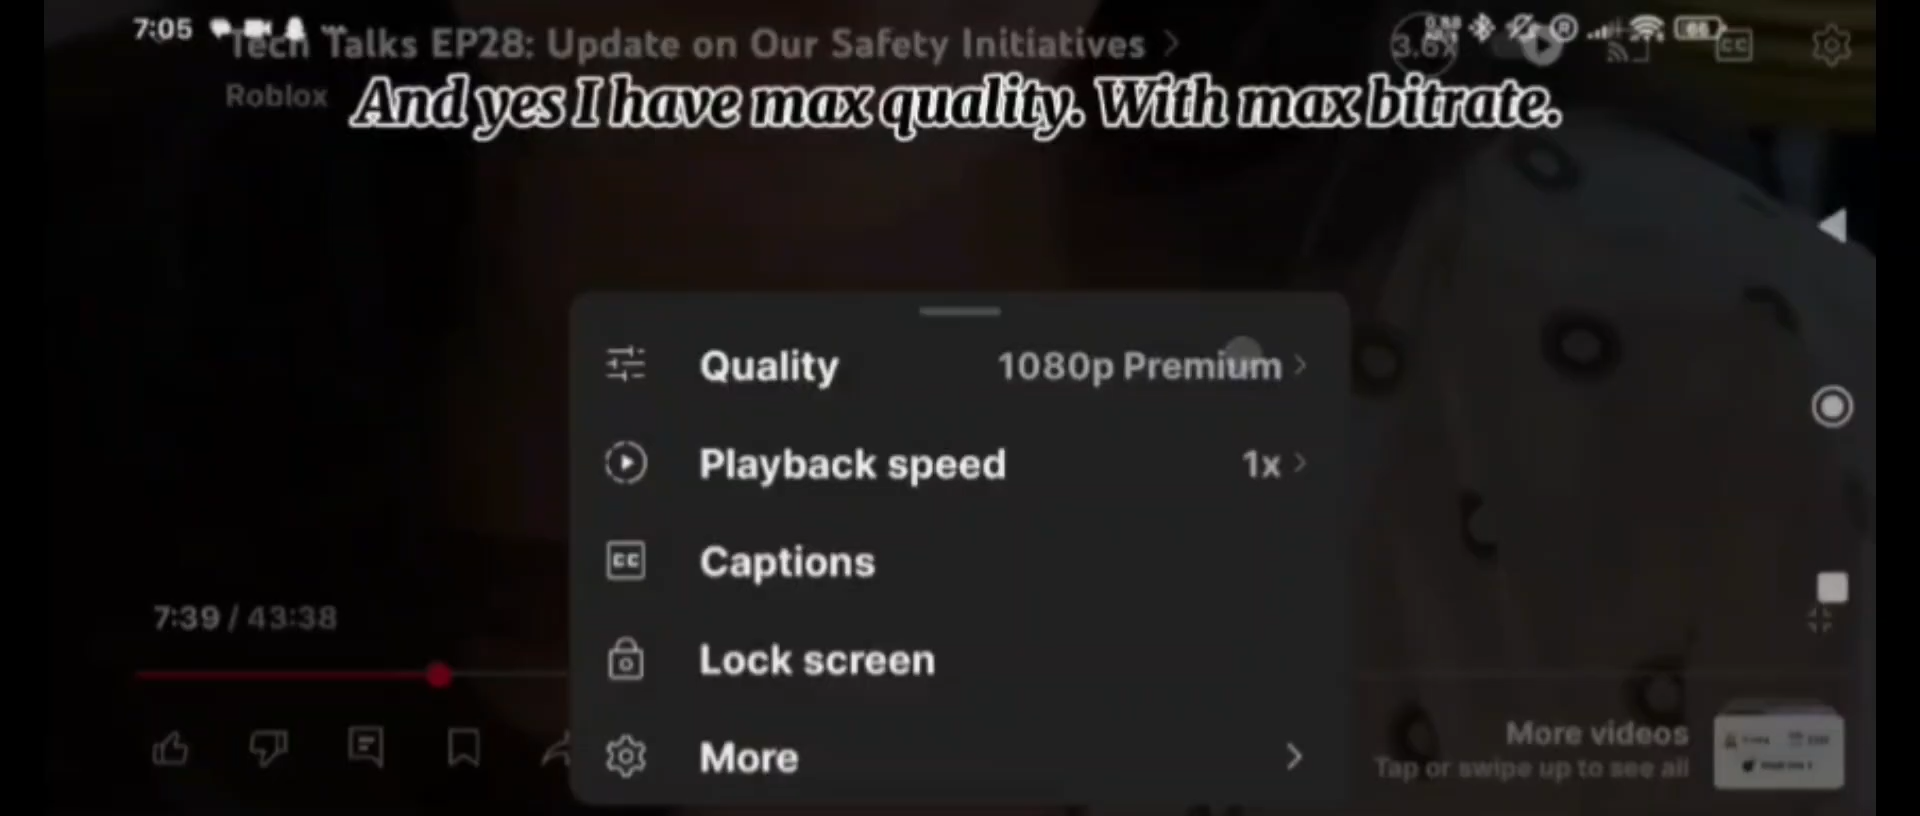 7:05
Tech Talks EP28: Update on Our Safety Initiatives
Roblox
And yes I have max quality. With max bitrate.
Quality 1080p Premium
Playback speed 1x
CC Captions
Lock screen
More
7:39 / 43:38
More videos
Tap or swipe up to see all